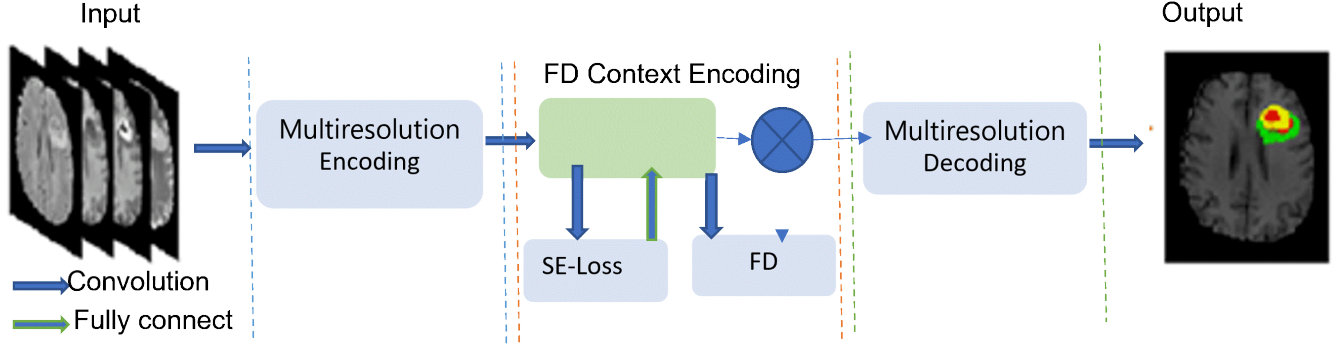 Input
Output
FD Context Encoding
Multiresolution
Encoding
Multiresolution
Decoding
SE-Loss
FD
Convolution
Fully connect